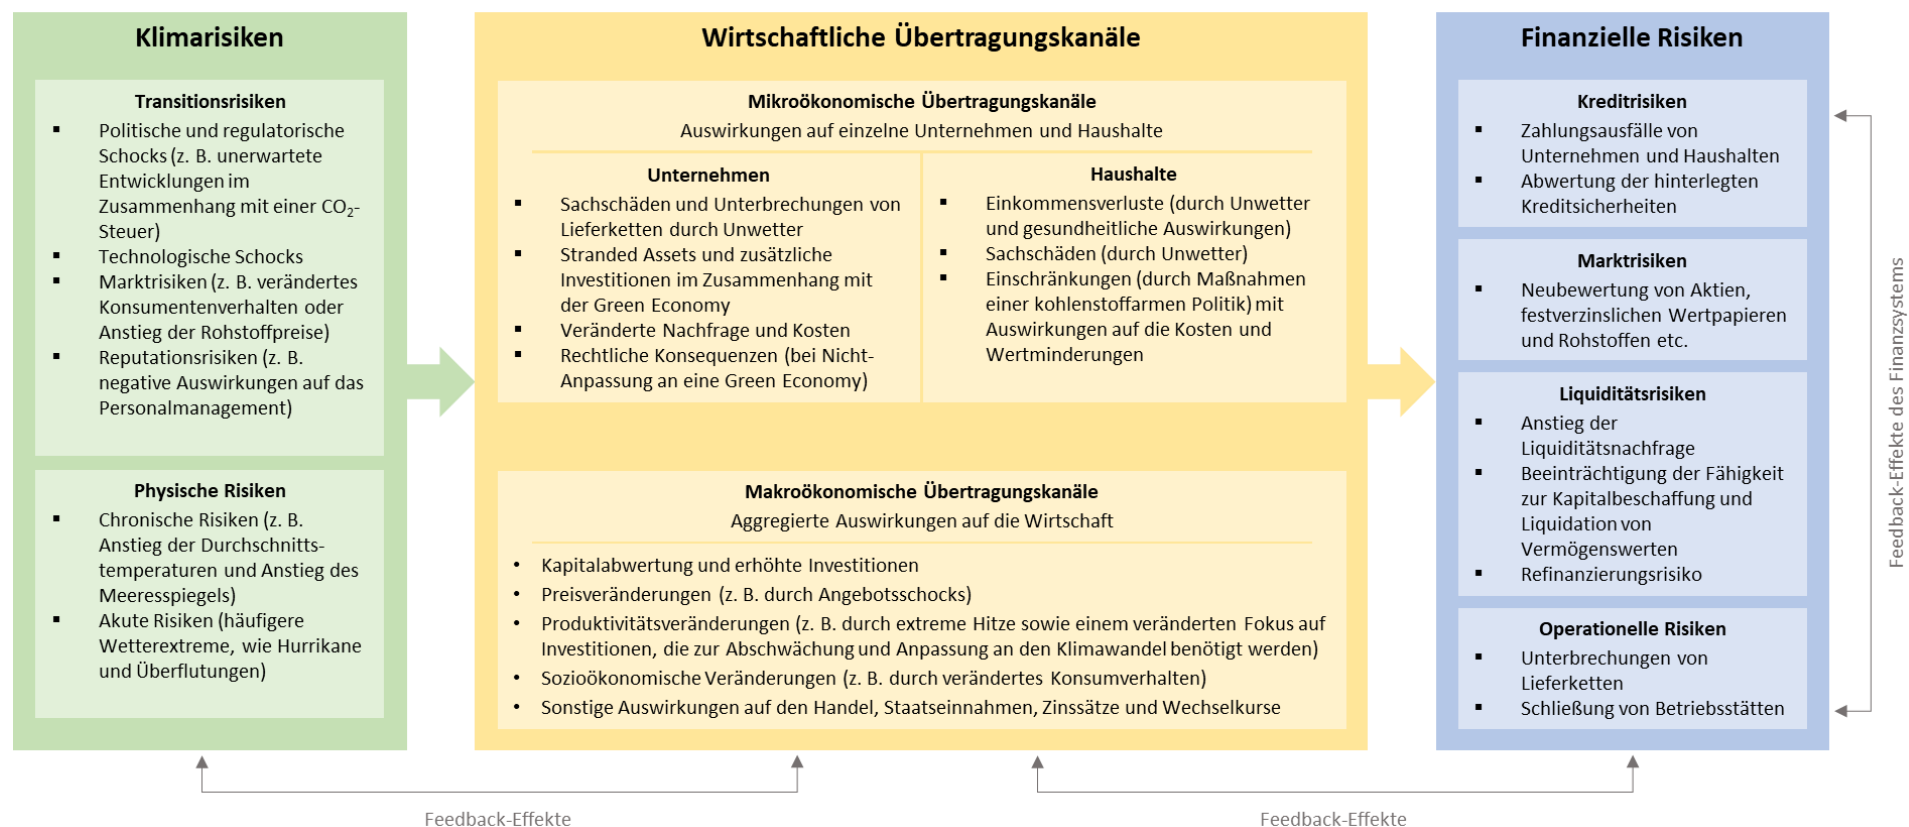 Klimarisiken
Transitionsrisiken
▪ Politische und regulatorische
Schocks (z. B. unerwartete
Entwicklungen im
Zusammenhang mit einer CO₂-
Steuer)
▪ Technologische Schocks
▪ Marktrisiken (z. B. verändertes
Konsumentenverhalten oder
Anstieg der Rohstoffpreise)
▪ Reputationsrisiken (z. B.
negative Auswirkungen auf das
Personalmanagement)
Physische Risiken
▪ Chronische Risiken (z. B.
Anstieg der Durchschnitts-
temperaturen und Anstieg des
Meeresspiegels)
▪ Akute Risiken (häufigere
Wetterextreme, wie Hurrikane
und Überflutungen)
Wirtschaftliche Übertragungskanäle
Mikroökonomische Übertragungskanäle
Auswirkungen auf einzelne Unternehmen und Haushalte
Unternehmen
▪ Sachschäden und Unterbrechungen von
Lieferketten durch Unwetter
▪ Stranded Assets und zusätzliche
Investitionen im Zusammenhang mit
der Green Economy
▪ Veränderte Nachfrage und Kosten
▪ Rechtliche Konsequenzen (bei Nicht-
Anpassung an eine Green Economy)
Haushalte
▪ Einkommensverluste (durch Unwetter
und gesundheitliche Auswirkungen)
▪ Sachschäden (durch Unwetter)
▪ Einschränkungen (durch Maßnahmen
einer kohlenstoffarmen Politik) mit
Auswirkungen auf die Kosten und
Wertminderungen
Makroökonomische Übertragungskanäle
Aggregierte Auswirkungen auf die Wirtschaft
• Kapitalabwertung und erhöhte Investitionen
• Preisveränderungen (z. B. durch Angebotsschocks)
• Produktivitätsveränderungen (z. B. durch extreme Hitze sowie einem veränderten Fokus auf
Investitionen, die zur Abschwächung und Anpassung an den Klimawandel benötigt werden)
• Sozioökonomische Veränderungen (z. B. durch verändertes Konsumverhalten)
• Sonstige Auswirkungen auf den Handel, Staatseinnahmen, Zinssätze und Wechselkurse
Finanzielle Risiken
Kreditrisiken
▪ Zahlungsausfälle von
Unternehmen und Haushalten
▪ Abwertung der hinterlegten
Kreditsicherheiten
Marktrisiken
▪ Neubewertung von Aktien,
festverzinslichen Wertpapieren
und Rohstoffen etc.
Liquiditätsrisiken
▪ Anstieg der
Liquiditätsnachfrage
▪ Beeinträchtigung der Fähigkeit
zur Kapitalbeschaffung und
Liquidation von
Vermögenswerten
▪ Refinanzierungsrisiko
Operationelle Risiken
▪ Unterbrechungen von
Lieferketten
▪ Schließung von Betriebsstätten
Feedback-Effekte des Finanzsystems
Feedback-Effekte
Feedback-Effekte